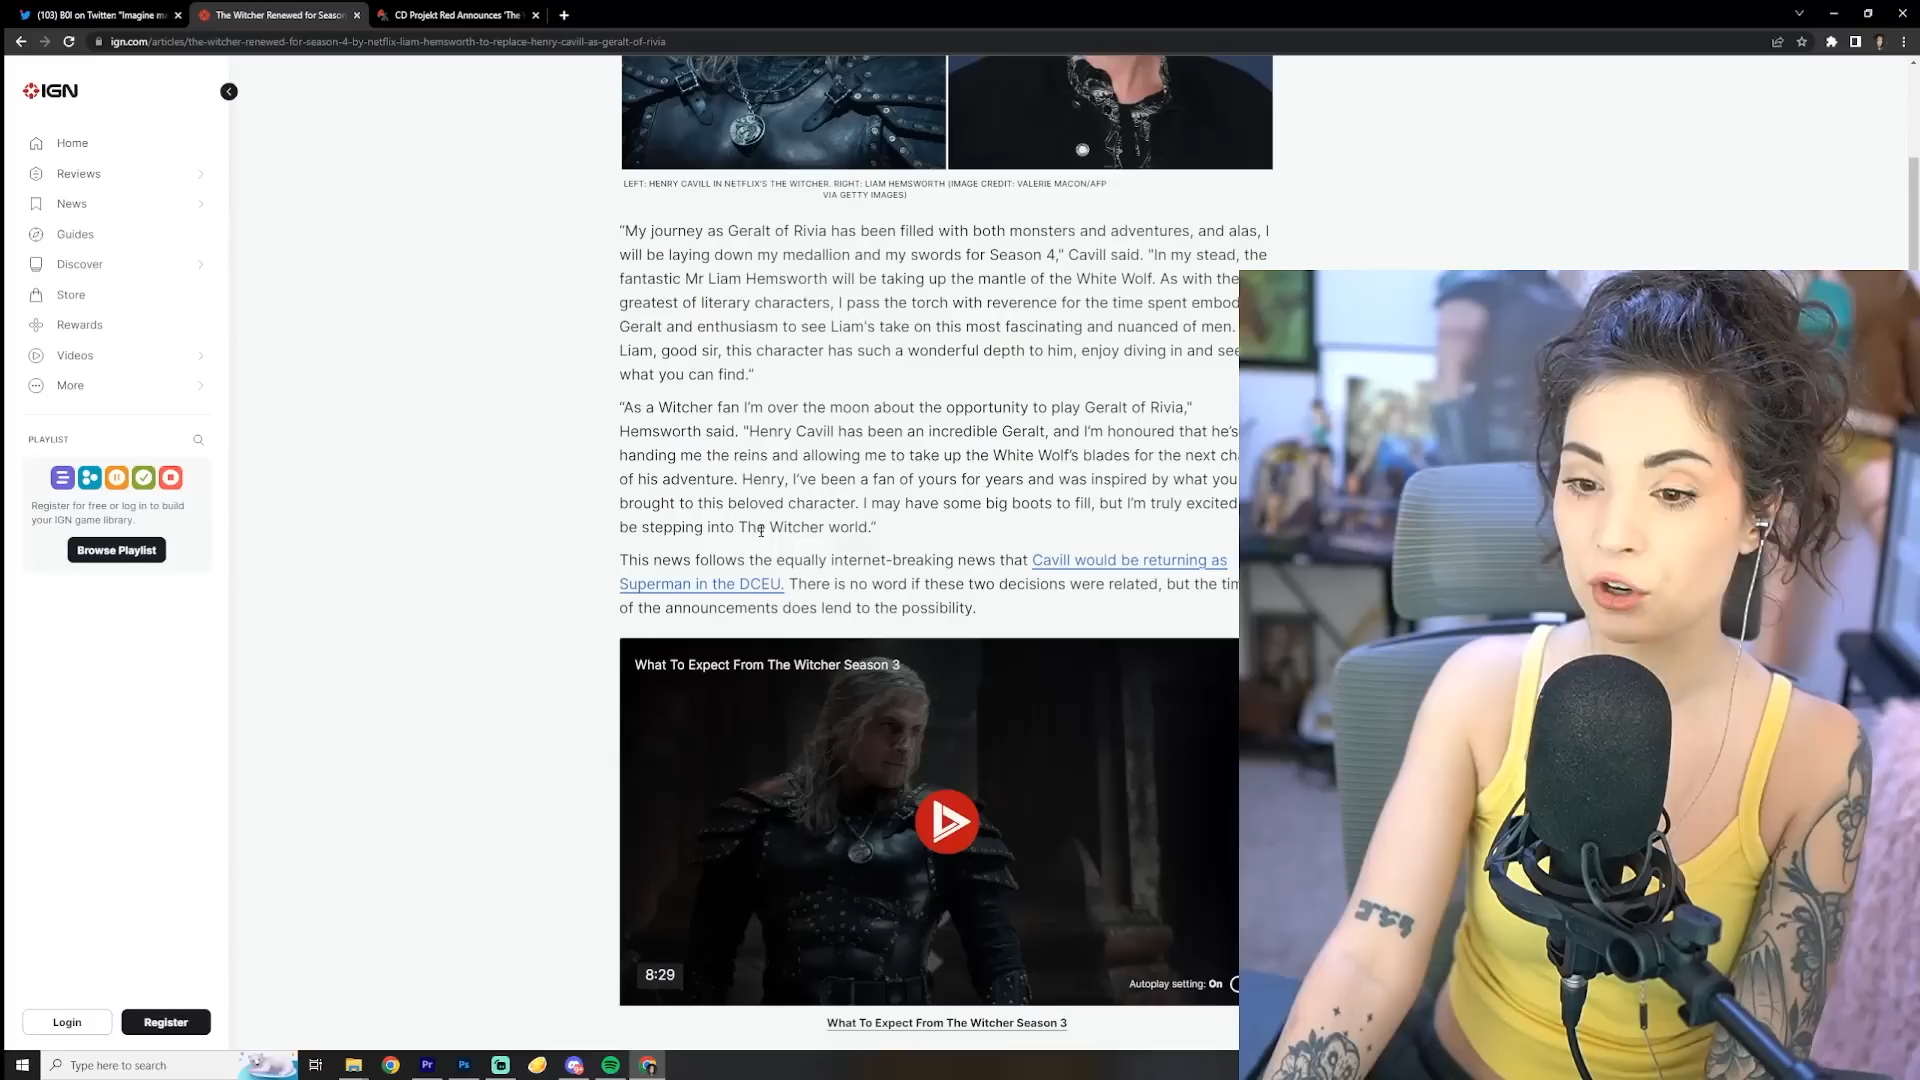 (103) B0I on Twitter: "Imagine m
The Witcher Renewed for Season
CD Projekt Red Announces 'The
ign.com/articles/the-witcher-renewed-for-season-4-by-netflix-liam-hemsworth-to-replace-henry-cavill-as-geralt-of-rivia
IGN
Home
Reviews
News
Guides
Discover
Store
Rewards
Videos
More
PLAYLIST
Register for free or log in to build
your IGN game library.
Browse Playlist
Login
Register
LEFT: HENRY CAVILL IN NETFLIX'S THE WITCHER. RIGHT: LIAM HEMSWORTH (IMAGE CREDIT: VALERIE MACON/AFP
VIA GETTY IMAGES)
“My journey as Geralt of Rivia has been filled with both monsters and adventures, and alas, I
will be laying down my medallion and my swords for Season 4," Cavill said. "In my stead, the
fantastic Mr Liam Hemsworth will be taking up the mantle of the White Wolf. As with the
greatest of literary characters, I pass the torch with reverence for the time spent embod
Geralt and enthusiasm to see Liam's take on this most fascinating and nuanced of men.
Liam, good sir, this character has such a wonderful depth to him, enjoy diving in and see
what you can find.”
“As a Witcher fan I’m over the moon about the opportunity to play Geralt of Rivia,"
Hemsworth said. "Henry Cavill has been an incredible Geralt, and I’m honoured that he’s
handing me the reins and allowing me to take up the White Wolf’s blades for the next ch
of his adventure. Henry, I’ve been a fan of yours for years and was inspired by what you
brought to this beloved character. I may have some big boots to fill, but I’m truly excited
be stepping into The Witcher world.”
This news follows the equally internet-breaking news that Cavill would be returning as
Superman in the DCEU. There is no word if these two decisions were related, but the tim
of the announcements does lend to the possibility.
What To Expect From The Witcher Season 3
8:29
Autoplay setting: On
What To Expect From The Witcher Season 3
Type here to search
Pr
Ps